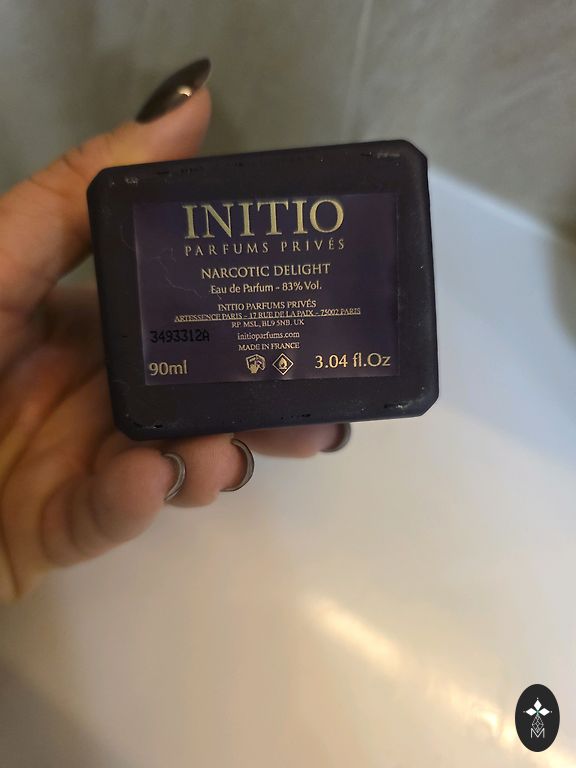 INITIO
PARFUMS PRIVÉS
NARCOTIC DELIGHT
Eau de Parfum - 83% Vol.
INITIO PARFUMS PRIVÉS
ARTESSENCE PARIS - 17 RUE DE LA PAIX - 75002 PARIS
RP MSL, BL9 5NB, UK
3493312A
initioparfums.com
MADE IN FRANCE
90ml
3.04 fl.Oz
M